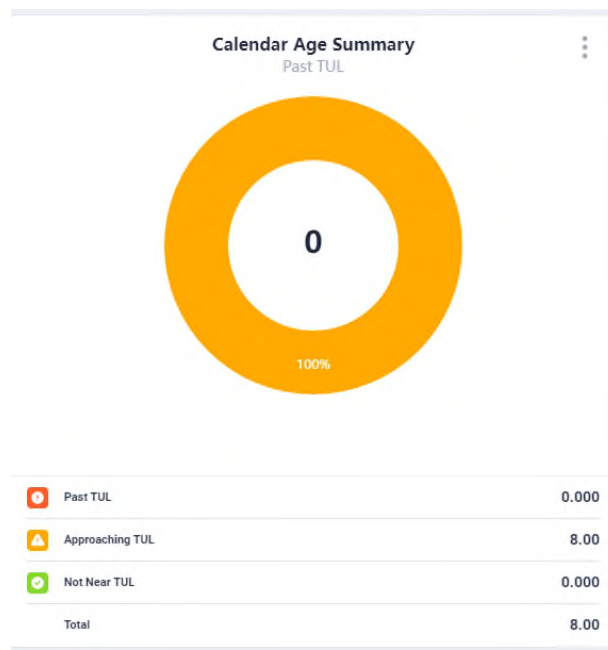 Calendar Age Summary
Past TUL
0
100%
Past TUL 0.000
Approaching TUL 8.00
Not Near TUL 0.000
Total 8.00